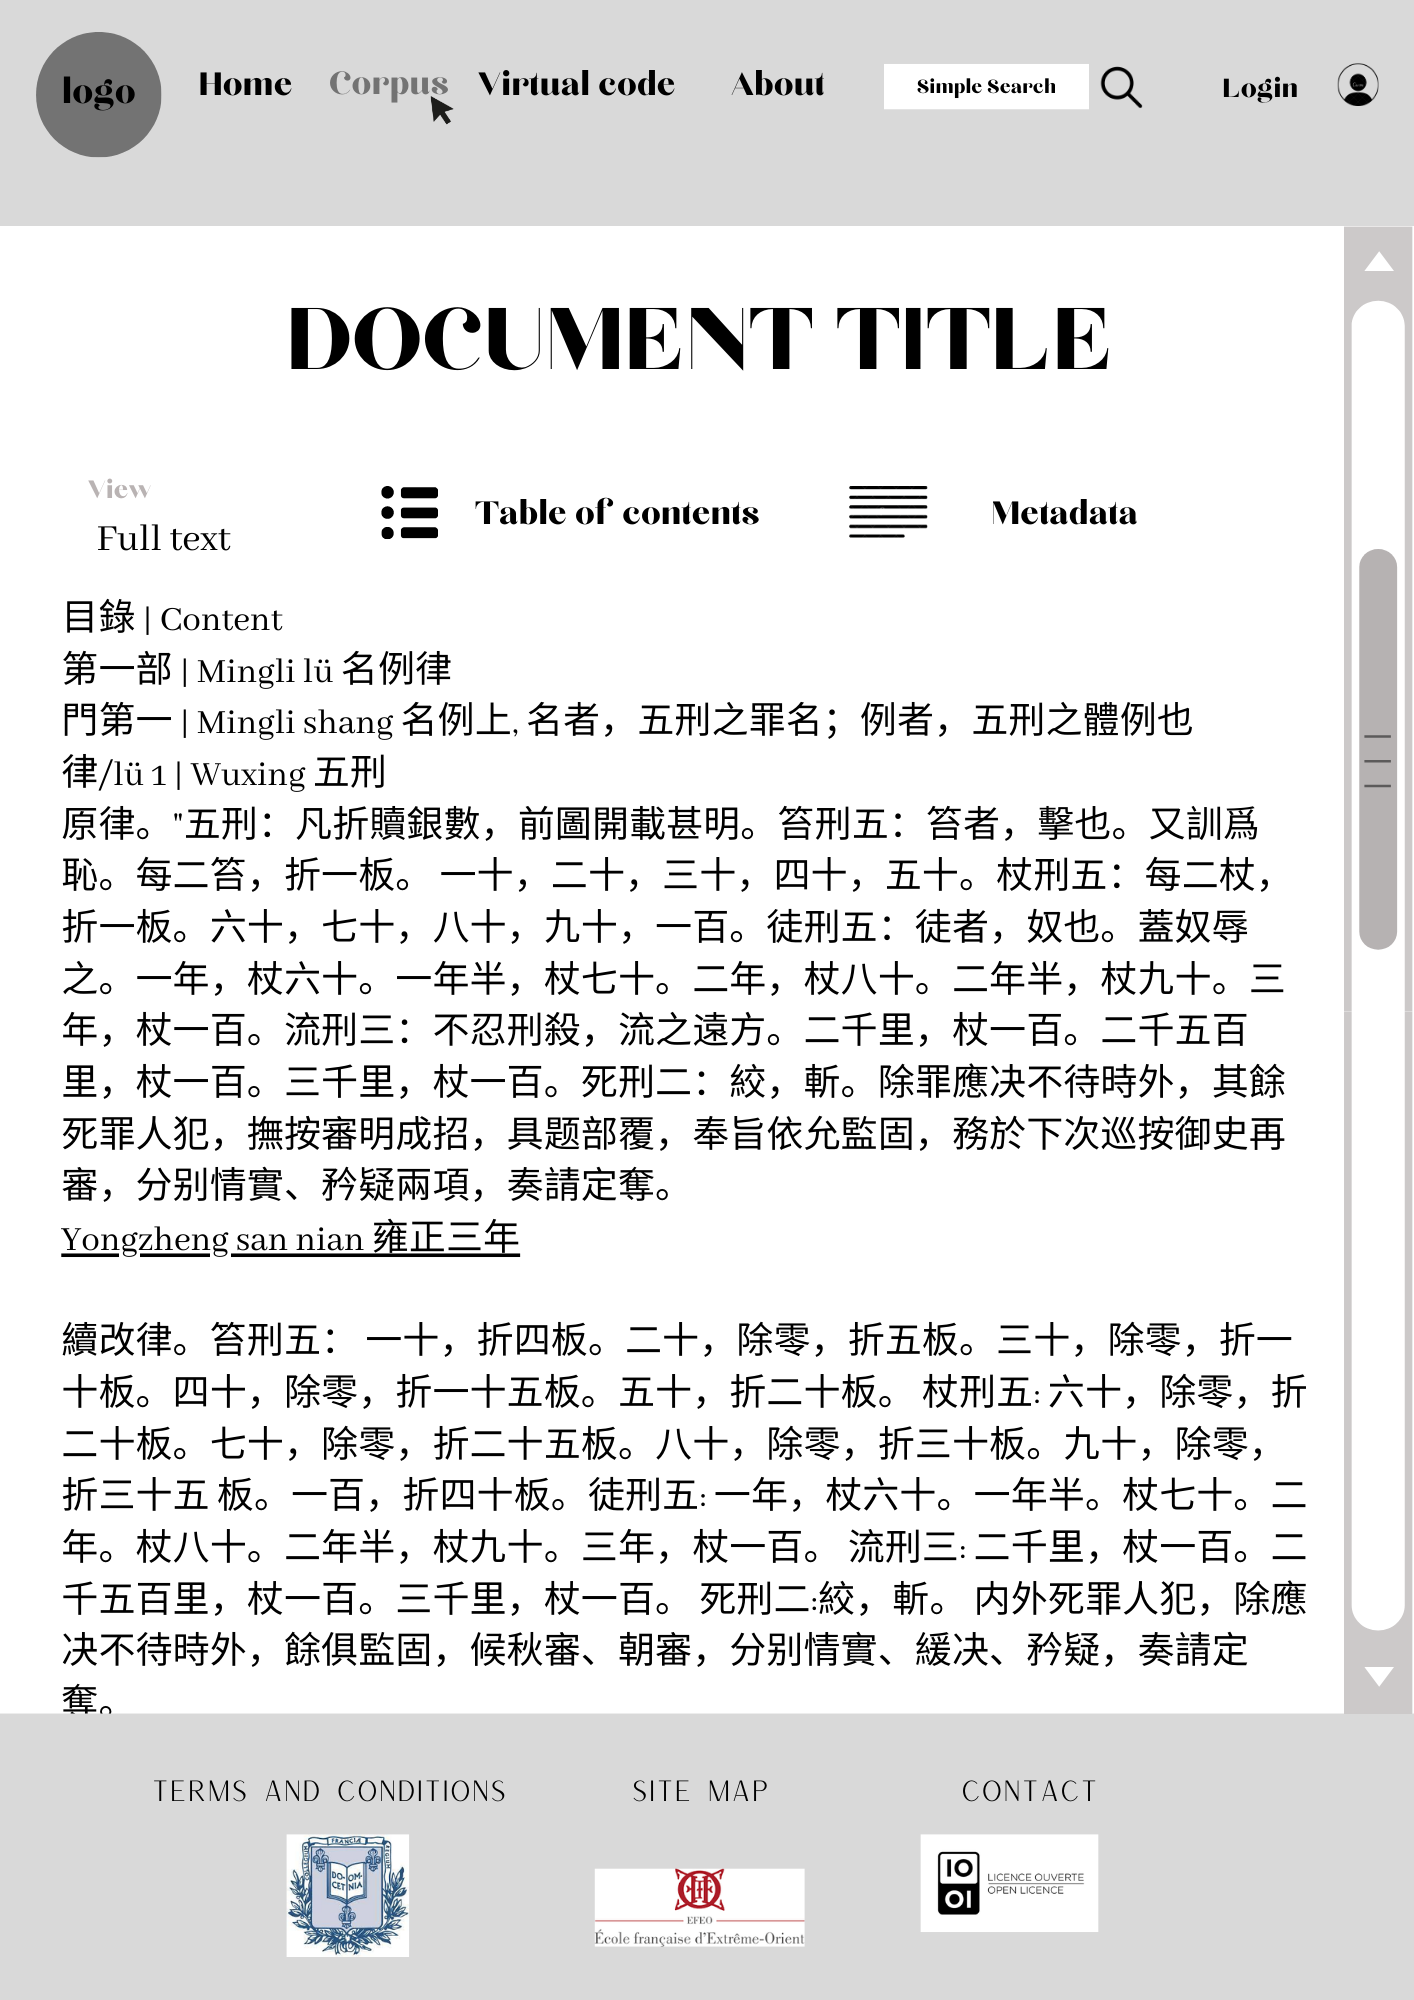 logo
Home Corpus Virtual code About Simple Search Login
DOCUMENT TITLE
View
Full text
Table of contents
Metadata
目錄 | Content
第一部 | Mingli lü 名例律
門第一 | Mingli shang 名例上, 名者，五刑之罪名；例者，五刑之體例也
律/lü 1 | Wuxing 五刑
原律。"五刑：凡折贖銀數，前圖開載甚明。笞刑五：笞者，擊也。又訓爲
恥。每二笞，折一板。 一十，二十，三十，四十，五十。杖刑五：每二杖，
折一板。六十，七十，八十，九十，一百。徒刑五：徒者，奴也。蓋奴辱
之。一年，杖六十。一年半，杖七十。二年，杖八十。二年半，杖九十。三
年，杖一百。流刑三：不忍刑殺，流之遠方。二千里，杖一百。二千五百
里，杖一百。三千里，杖一百。死刑二：絞，斬。除罪應决不待時外，其餘
死罪人犯，撫按審明成招，具题部覆，奉旨依允監固，務於下次巡按御史再
審，分别情實、矜疑兩項，奏請定奪。
Yongzheng san nian 雍正三年
續改律。笞刑五： 一十，折四板。二十，除零，折五板。三十，除零，折一
十板。四十，除零，折一十五板。五十，折二十板。 杖刑五: 六十，除零，折
二十板。七十，除零，折二十五板。八十，除零，折三十板。九十，除零，
折三十五 板。一百，折四十板。徒刑五: 一年，杖六十。一年半。杖七十。二
年。杖八十。二年半，杖九十。三年，杖一百。 流刑三: 二千里，杖一百。二
千五百里，杖一百。三千里，杖一百。 死刑二:絞，斬。 内外死罪人犯，除應
决不待時外，餘俱監固，候秋審、朝審，分别情實、緩决、矜疑，奏請定
奪。
TERMS AND CONDITIONS
SITE MAP
CONTACT
COLLEGIUM FRANCIÆ REGIUM
DO- OM-
CET NIA
EFEO
École française d'Extrême-Orient
IO
OI
LICENCE OUVERTE
OPEN LICENCE